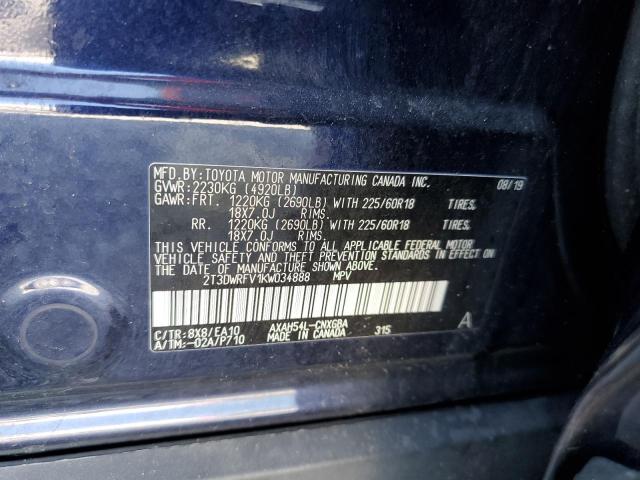 MFD.BY:TOYOTA MOTOR MANUFACTURING CANADA INC. 08/19
GVWR:2230KG (4920LB)
GAWR:FRT. 1220KG (2690LB) WITH 225/60R18 TIRES.
18X7.0J RIMS.
RR. 1220KG (2690LB) WITH 225/60R18 TIRES.
18X7.0J RIMS.
THIS VEHICLE CONFORMS TO ALL APPLICABLE FEDERAL MOTOR
VEHICLE SAFETY AND THEFT PREVENTION STANDARDS IN EFFECT ON
THE DATE OF MANUFACTURE SHOWN ABOVE.
2T3DWRFV1KW034888 MPV
C/TR:8X8/EA10 AXAH54L-CNXGBA 315 A
A/TM:-02A/P710 MADE IN CANADA